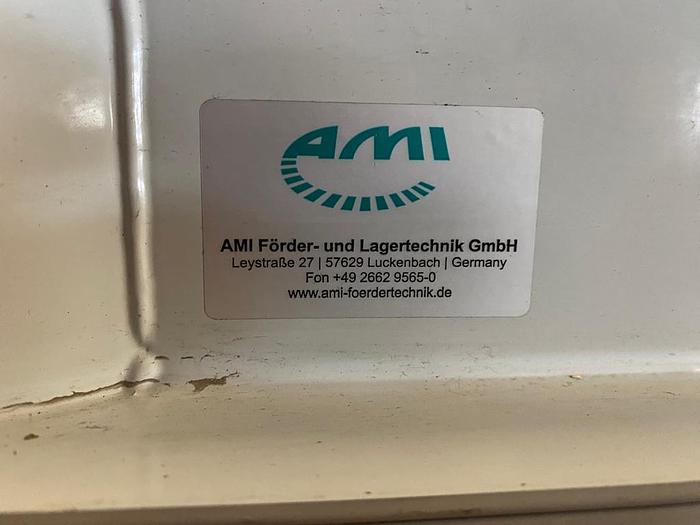 AMI
AMI Förder- und Lagertechnik GmbH
Leystraße 27 | 57629 Luckenbach | Germany
Fon +49 2662 9565-0
www.ami-foerdertechnik.de